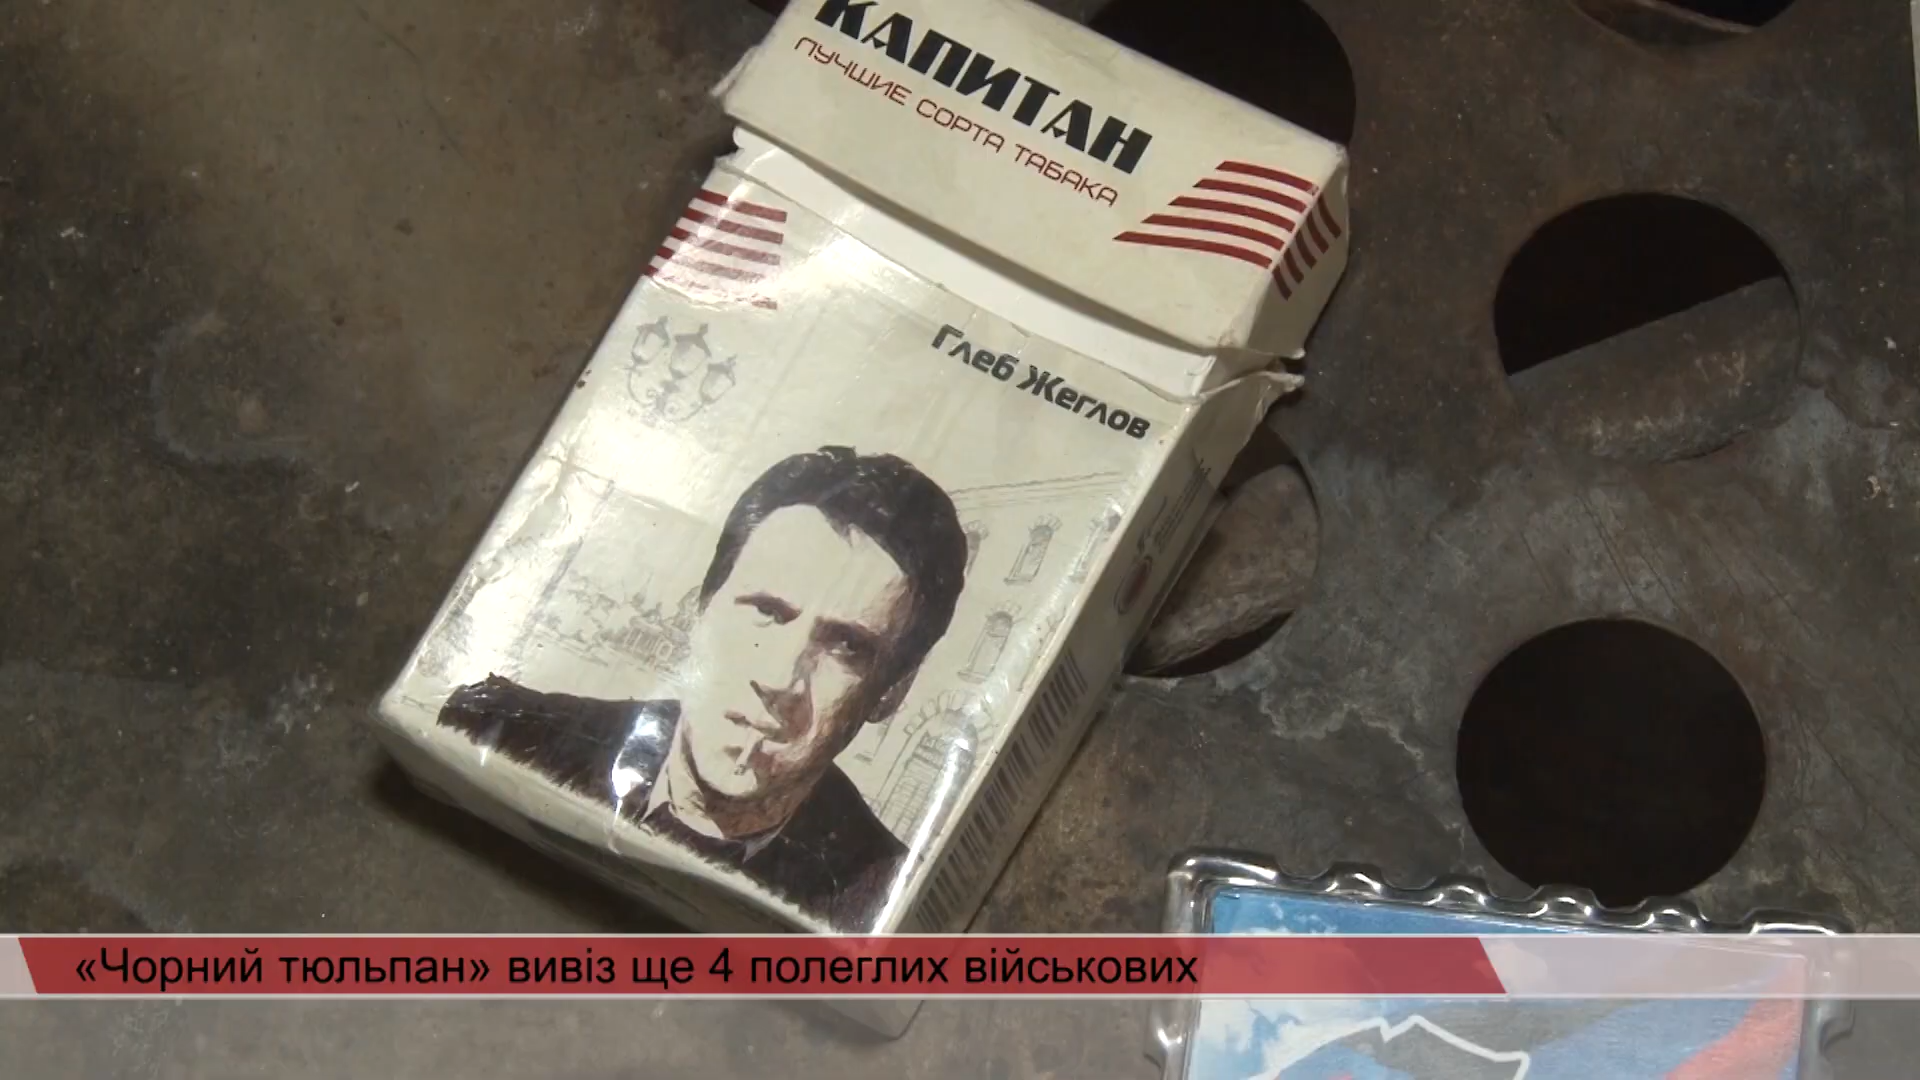 КАПИТАН
ЛУЧШИЕ СОРТА ТАБАКА
Глеб Жеглов
«Чорний тюльпан» вивіз ще 4 полеглих військових